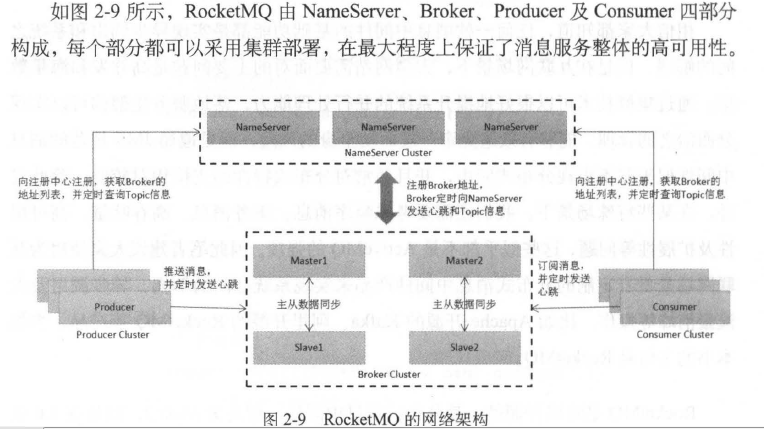 如图 2-9 所示，RocketMQ 由 NameServer、Broker、Producer 及 Consumer 四部分
构成，每个部分都可以采用集群部署，在最大程度上保证了消息服务整体的高可用性。
NameServer
NameServer
NameServer
NameServer Cluster
向注册中心注册，获取Broker的
地址列表，并定时查询Topic信息
注册Broker地址，
Broker定时向NameServer
发送心跳和Topic信息
向注册中心注册，获取Broker的
地址列表，并定时查询Topic信息
推送消息，
并定时发送心跳
Master1
Master2
订阅消息，
并定时发送
心跳
Producer
Producer Cluster
主从数据同步
主从数据同步
Consumer
Consumer Cluster
Slave1
Slave2
Broker Cluster
图 2-9 RocketMQ 的网络架构